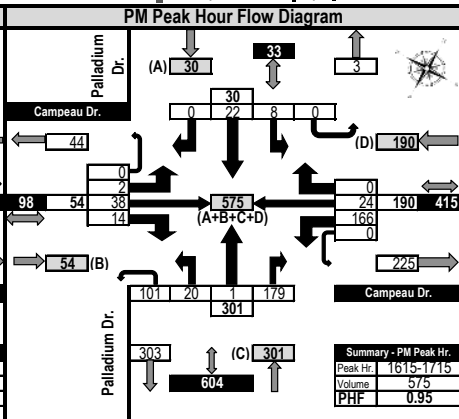 PM Peak Hour Flow Diagram
Palladium Dr.
(A) 30
33
3
Campeau Dr.
30
0 22 8 0
44
(D) 190
0
2
98 54 38
14
575
(A+B+C+D)
0
24 190 415
166
0
54 (B)
225
101 20 1 179
301
Campeau Dr.
Palladium Dr.
303
(C) 301
604
Summary - PM Peak Hr.
Peak Hr. 1615-1715
Volume 575
PHF 0.95